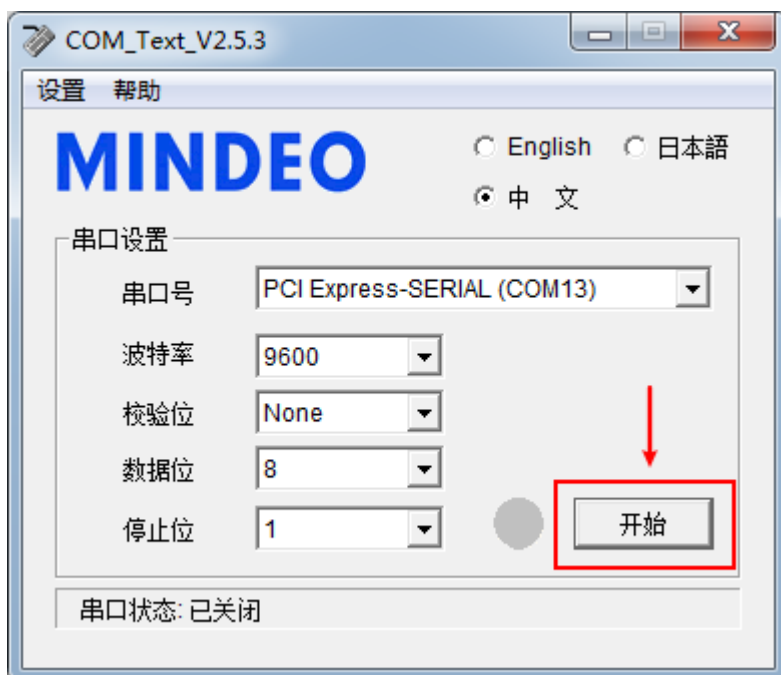 COM_Text_V2.5.3
设置 帮助
MINDEO
English 日本語
中 文
串口设置
串口号 PCI Express-SERIAL (COM13)
波特率 9600
校验位 None
数据位 8
停止位 1 开始
串口状态: 已关闭